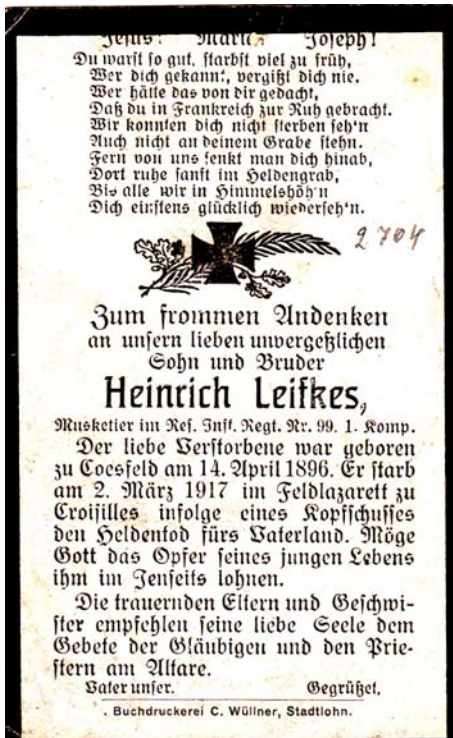 Jesus! Maria! Joseph!
Du warst so gut, starbst viel zu früh,
Wer dich gekannt, vergißt dich nie.
Wer hätte das von dir gedacht,
Daß du in Frankreich zur Ruh gebracht.
Wir konnten dich nicht sterben seh'n
Auch nicht an deinem Grabe stehn.
Fern von uns senkt man dich hinab,
Dort ruhe sanft im Heldengrab,
Bis alle wir in Himmelshöh'n
Dich einstens glücklich wiederseh'n.
2704
Zum frommen Andenken
an unsern lieben unvergeßlichen
Sohn und Bruder
Heinrich Leifkes,
Musketier im Res. Inft. Regt. Nr. 99. 1. Komp.
Der liebe Verstorbene war geboren
zu Coesfeld am 14. April 1896. Er starb
am 2. März 1917 im Feldlazarett zu
Croisilles infolge eines Kopfschusses
den Heldentod fürs Vaterland. Möge
Gott das Opfer seines jungen Lebens
ihm im Jenseits lohnen.
Die trauernden Eltern und Geschwi-
ster empfehlen seine liebe Seele dem
Gebete der Gläubigen und den Prie-
stern am Altare.
Vater unser. Gegrüßet.
Buchdruckerei C. Wüllner, Stadtlohn.